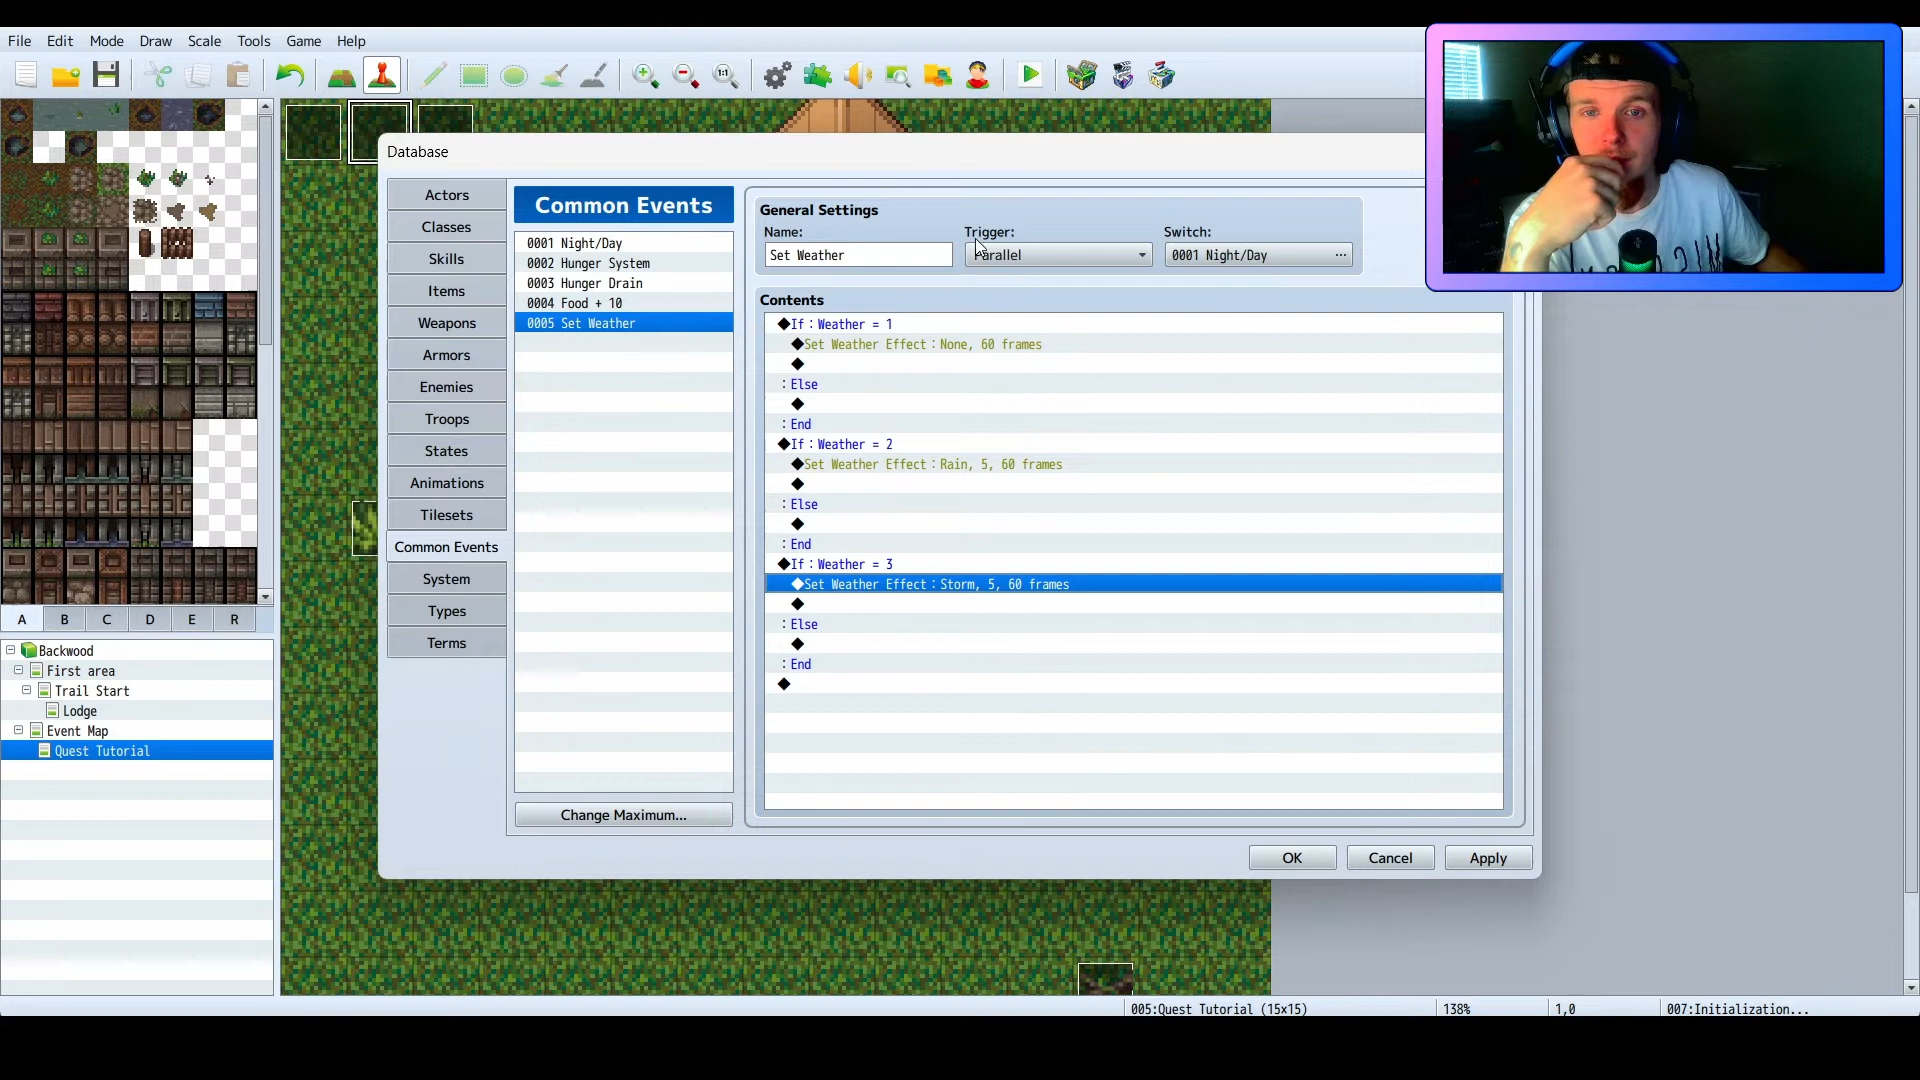 File Edit Mode Draw Scale Tools Game Help
1:1
Database
Actors
Classes
Skills
Items
Weapons
Armors
Enemies
Troops
States
Animations
Tilesets
Common Events
System
Types
Terms
Common Events
0001 Night/Day
0002 Hunger System
0003 Hunger Drain
0004 Food + 10
0005 Set Weather
Change Maximum...
General Settings
Name: Trigger: Switch:
Set Weather Parallel 0001 Night/Day ...
Contents
◆If：Weather = 1
◆Set Weather Effect：None, 60 frames
◆
：Else
◆
：End
◆If：Weather = 2
◆Set Weather Effect：Rain, 5, 60 frames
◆
：Else
◆
：End
◆If：Weather = 3
◆Set Weather Effect：Storm, 5, 60 frames
◆
：Else
◆
：End
◆
OK Cancel Apply
A B C D E R
Backwood
First area
Trail Start
Lodge
Event Map
Quest Tutorial
005:Quest Tutorial (15x15) 138% 1,0 007:Initialization...